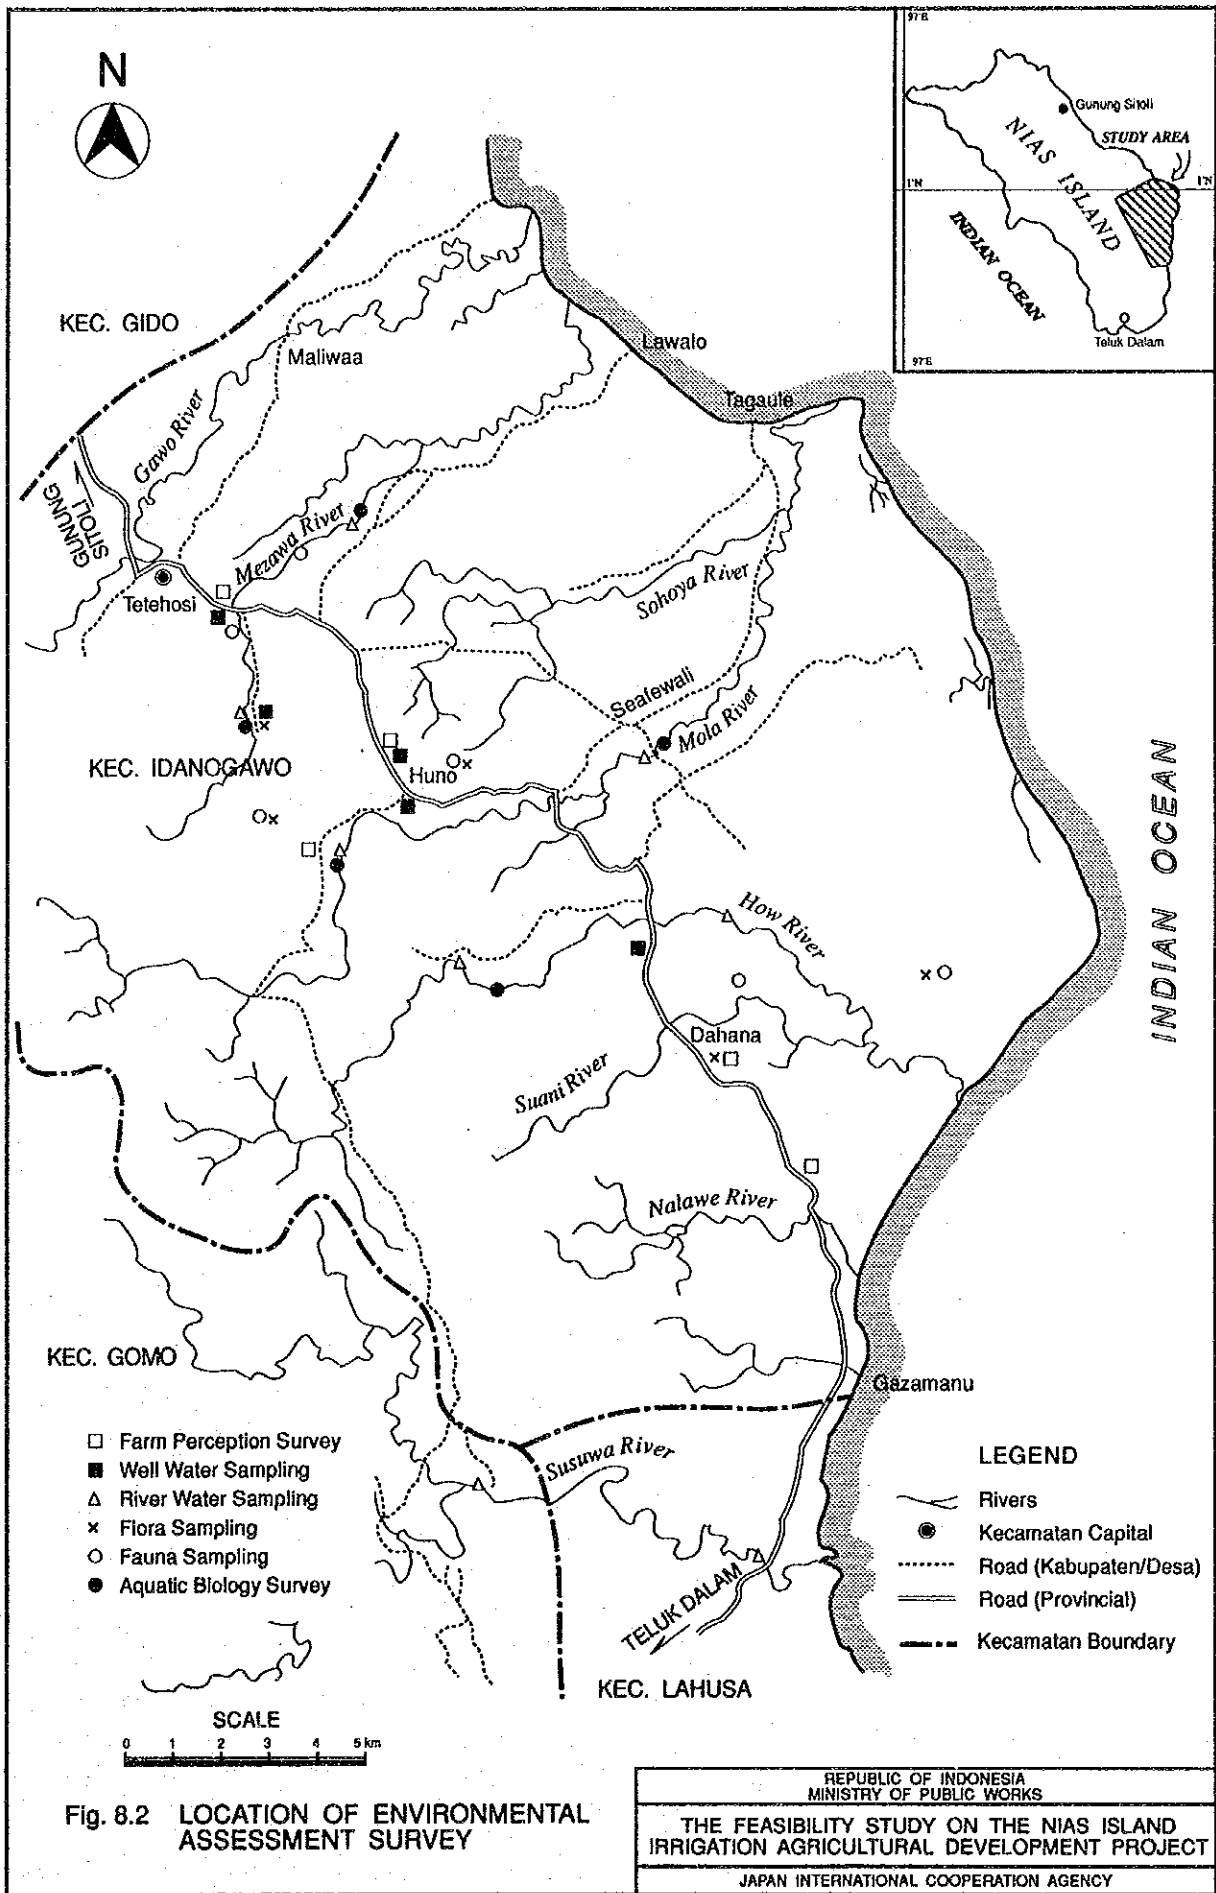 N
97°E
Gunung Sitoli
STUDY AREA
NIAS ISLAND
1°N
1°N
INDIAN OCEAN
Teluk Dalam
97°E
KEC. GIDO
Maliwaa
Lawalo
Tagaule
Gawo River
GUNUNG
SITOLI
Mezawa River
Tetehosi
Sohoya River
Seafewali
Mola River
KEC. IDANOGAWO
Huno
How River
INDIAN OCEAN
Dahana
Suani River
Nalawe River
KEC. GOMO
Gazamanu
Susuwa River
TELUK DALAM
KEC. LAHUSA
□ Farm Perception Survey
■ Well Water Sampling
△ River Water Sampling
× Flora Sampling
○ Fauna Sampling
● Aquatic Biology Survey
LEGEND
Rivers
Kecamatan Capital
Road (Kabupaten/Desa)
Road (Provincial)
Kecamatan Boundary
SCALE
0 1 2 3 4 5 km
Fig. 8.2 LOCATION OF ENVIRONMENTAL
ASSESSMENT SURVEY
REPUBLIC OF INDONESIA
MINISTRY OF PUBLIC WORKS
THE FEASIBILITY STUDY ON THE NIAS ISLAND
IRRIGATION AGRICULTURAL DEVELOPMENT PROJECT
JAPAN INTERNATIONAL COOPERATION AGENCY